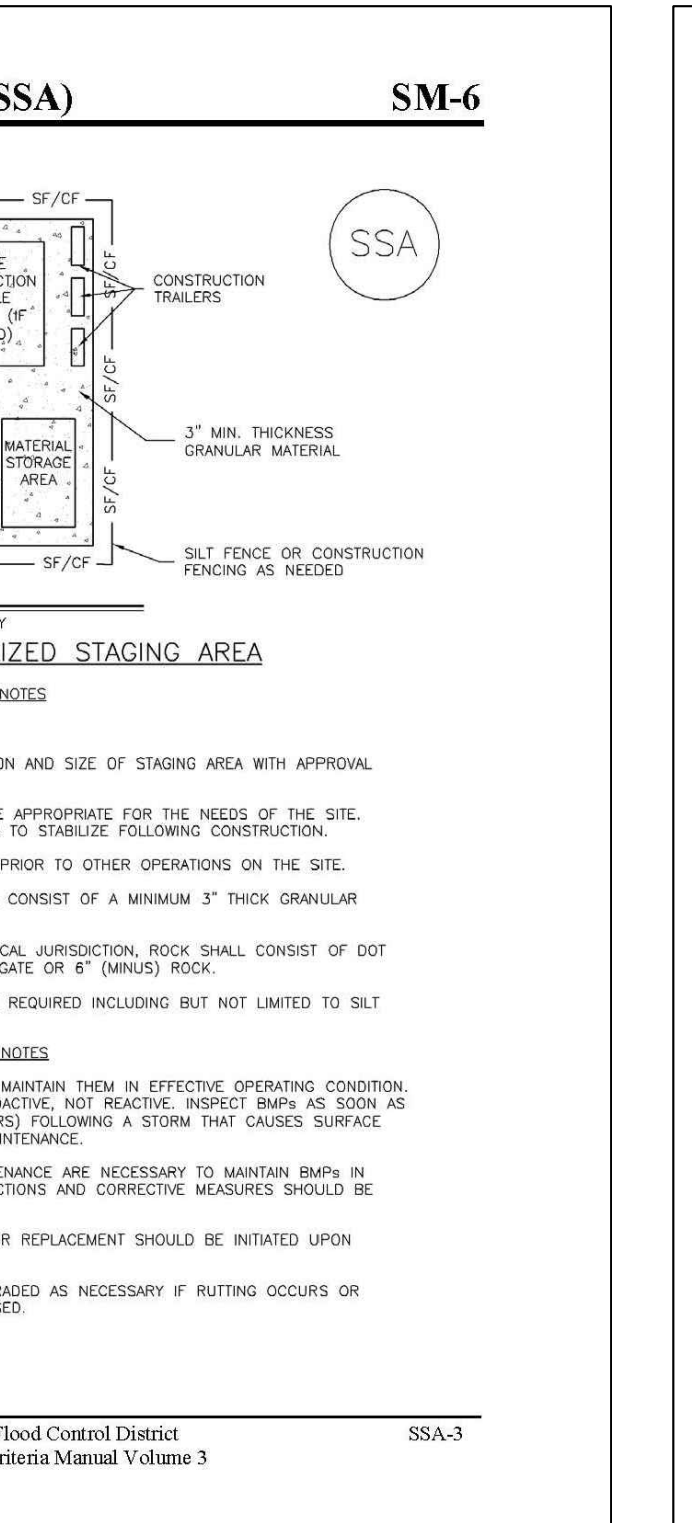 SSA)
SM-6
SF/CF
SSA
SF/CF
CTION
LE
(IF
D)
CONSTRUCTION
TRAILERS
SF/CF
3" MIN. THICKNESS
GRANULAR MATERIAL
MATERIAL
STORAGE
AREA
SF/CF
SF/CF
SILT FENCE OR CONSTRUCTION
FENCING AS NEEDED
Y
IZED STAGING AREA
NOTES
ON AND SIZE OF STAGING AREA WITH APPROVAL
E APPROPRIATE FOR THE NEEDS OF THE SITE.
TO STABILIZE FOLLOWING CONSTRUCTION.
PRIOR TO OTHER OPERATIONS ON THE SITE.
CONSIST OF A MINIMUM 3" THICK GRANULAR
CAL JURISDICTION, ROCK SHALL CONSIST OF DOT
GATE OR 6" (MINUS) ROCK.
REQUIRED INCLUDING BUT NOT LIMITED TO SILT
NOTES
MAINTAIN THEM IN EFFECTIVE OPERATING CONDITION.
OACTIVE, NOT REACTIVE. INSPECT BMPs AS SOON AS
RS) FOLLOWING A STORM THAT CAUSES SURFACE
INTENANCE.
ENANCE ARE NECESSARY TO MAINTAIN BMPs IN
CTIONS AND CORRECTIVE MEASURES SHOULD BE
R REPLACEMENT SHOULD BE INITIATED UPON
RADED AS NECESSARY IF RUTTING OCCURS OR
SED.
Flood Control District
SSA-3
riteria Manual Volume 3